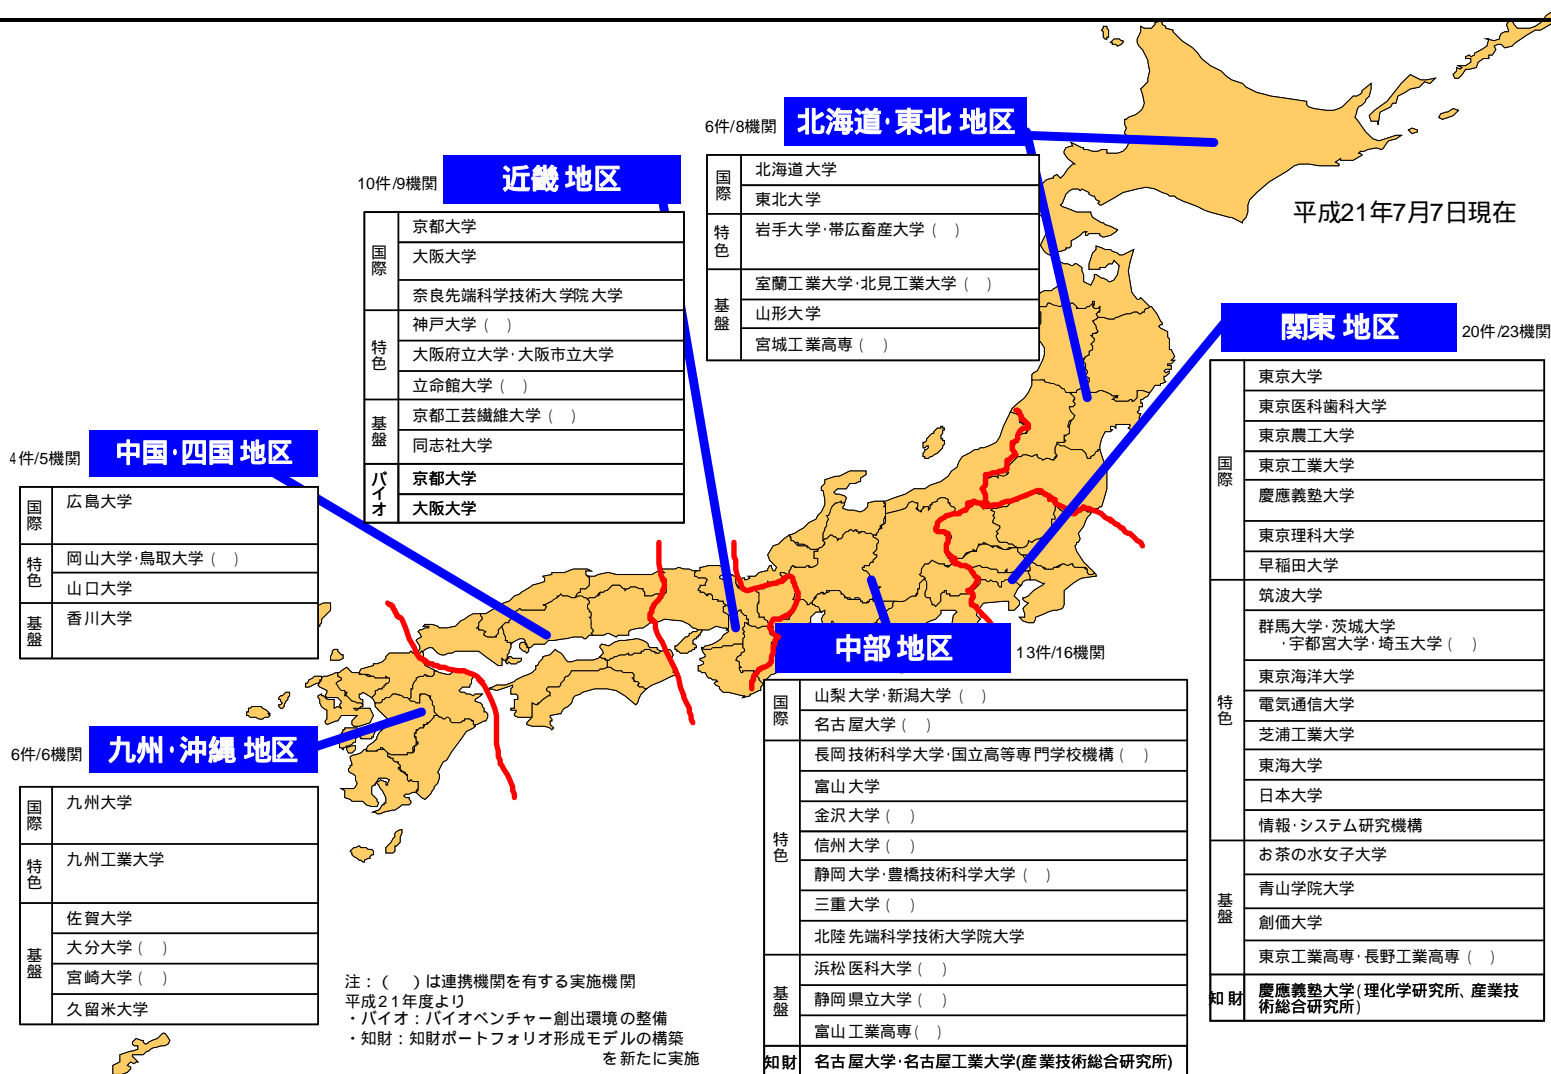 6件/8機関
北海道・東北 地区
国際
北海道大学
東北大学
特色
岩手大学・帯広畜産大学（　）
基盤
室蘭工業大学・北見工業大学（　）
山形大学
宮城工業高専（　）
平成21年7月7日現在
10件/9機関
近畿 地区
国際
京都大学
大阪大学
奈良先端科学技術大学院大学
特色
神戸大学（　）
大阪府立大学・大阪市立大学
立命館大学（　）
基盤
京都工芸繊維大学（　）
同志社大学
バイオ
京都大学
大阪大学
関東 地区
20件/23機関
国際
東京大学
東京医科歯科大学
東京農工大学
東京工業大学
慶應義塾大学
東京理科大学
早稲田大学
特色
筑波大学
群馬大学・茨城大学
・宇都宮大学・埼玉大学（　）
東京海洋大学
電気通信大学
芝浦工業大学
東海大学
日本大学
情報・システム研究機構
基盤
お茶の水女子大学
青山学院大学
創価大学
東京工業高専・長野工業高専（　）
知財
慶應義塾大学(理化学研究所、産業技
術総合研究所)
4件/5機関
中国・四国 地区
国際
広島大学
特色
岡山大学・鳥取大学（　）
山口大学
基盤
香川大学
中部 地区
13件/16機関
国際
山梨大学・新潟大学（　）
名古屋大学（　）
特色
長岡技術科学大学・国立高等専門学校機構（　）
富山大学
金沢大学（　）
信州大学（　）
静岡大学・豊橋技術科学大学（　）
三重大学（　）
北陸先端科学技術大学院大学
基盤
浜松医科大学（　）
静岡県立大学（　）
富山工業高専(　)
知財
名古屋大学・名古屋工業大学(産業技術総合研究所)
6件/6機関
九州・沖縄 地区
国際
九州大学
特色
九州工業大学
基盤
佐賀大学
大分大学（　）
宮崎大学（　）
久留米大学
注：（　）は連携機関を有する実施機関
平成２１年度より
・バイオ：バイオベンチャー創出環境の整備
・知財：知財ポートフォリオ形成モデルの構築
を新たに実施